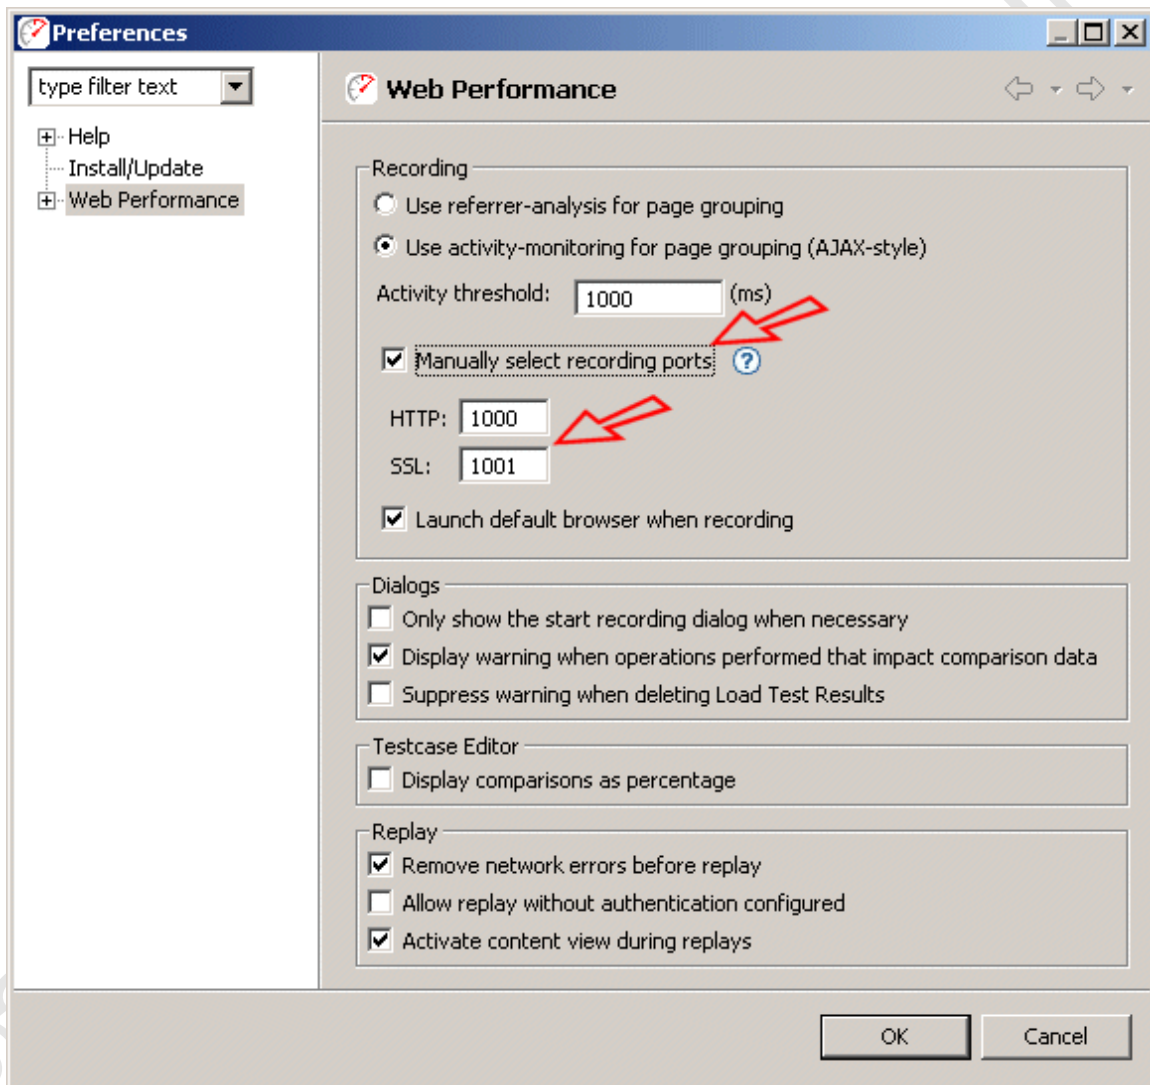 Preferences
type filter text
Web Performance
Help
Install/Update
Web Performance
Recording
Use referrer-analysis for page grouping
Use activity-monitoring for page grouping (AJAX-style)
Activity threshold: 1000 (ms)
Manually select recording ports ?
HTTP: 1000
SSL: 1001
Launch default browser when recording
Dialogs
Only show the start recording dialog when necessary
Display warning when operations performed that impact comparison data
Suppress warning when deleting Load Test Results
Testcase Editor
Display comparisons as percentage
Replay
Remove network errors before replay
Allow replay without authentication configured
Activate content view during replays
OK Cancel